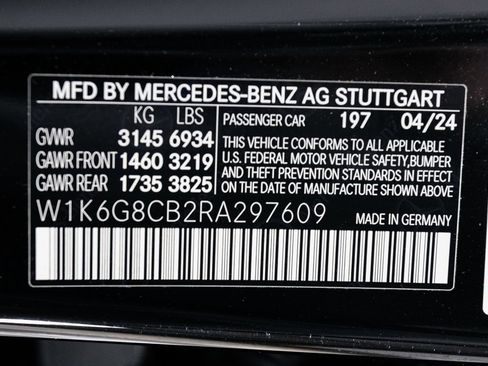 MFD BY MERCEDES-BENZ AG STUTTGART
KG LBS PASSENGER CAR 197 04/24
GVWR 3145 6934
GAWR FRONT 1460 3219
GAWR REAR 1735 3825
THIS VEHICLE CONFORMS TO ALL APPLICABLE
U.S. FEDERAL MOTOR VEHICLE SAFETY,BUMPER
AND THEFT PREVENTION STANDARDS IN EFFECT
ON THE DATE OF MANUFACTURE SHOWN ABOVE.
W1K6G8CB2RA297609 MADE IN GERMANY